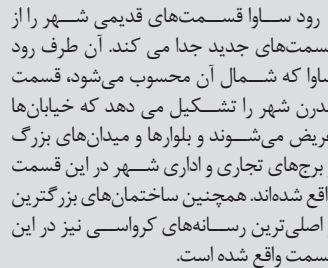 رود ساوا قسمت‌های قدیمی شهر را از
قسمت‌های جدید جدا می کند. آن طرف رود
ساوا که شمال آن محسوب می‌شود، قسمت
مدرن شهر را تشکیل می دهد که خیابان‌ها
عریض می‌شوند و بلوارها و میدان‌های بزرگ
برج‌های تجاری و اداری شهر در این قسمت
واقع شده‌اند. همچنین ساختمان‌های بزرگترین
اصلی‌ترین رسانه‌های کرواسی نیز در این
قسمت واقع شده است.